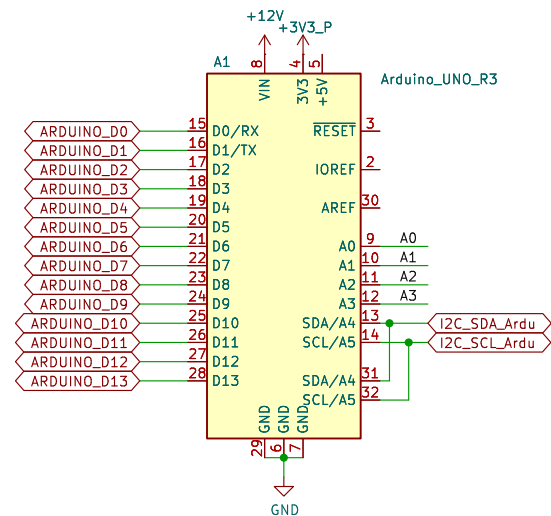 +12V
+3V3_P
A1
8
4
5
Arduino_UNO_R3
VIN
3V3
+5V
ARDUINO_D0
15
D0/RX
RESET
3
ARDUINO_D1
16
D1/TX
ARDUINO_D2
17
D2
IOREF
2
ARDUINO_D3
18
D3
ARDUINO_D4
19
D4
AREF
30
ARDUINO_D5
20
D5
ARDUINO_D6
21
D6
A0
9
A0
ARDUINO_D7
22
D7
A1
10
A1
ARDUINO_D8
23
D8
A2
11
A2
ARDUINO_D9
24
D9
A3
12
A3
ARDUINO_D10
25
D10
SDA/A4
13
I2C_SDA_Ardu
ARDUINO_D11
26
D11
SCL/A5
14
I2C_SCL_Ardu
ARDUINO_D12
27
D12
ARDUINO_D13
28
D13
SDA/A4
31
SCL/A5
32
GND
GND
GND
29
6
7
GND